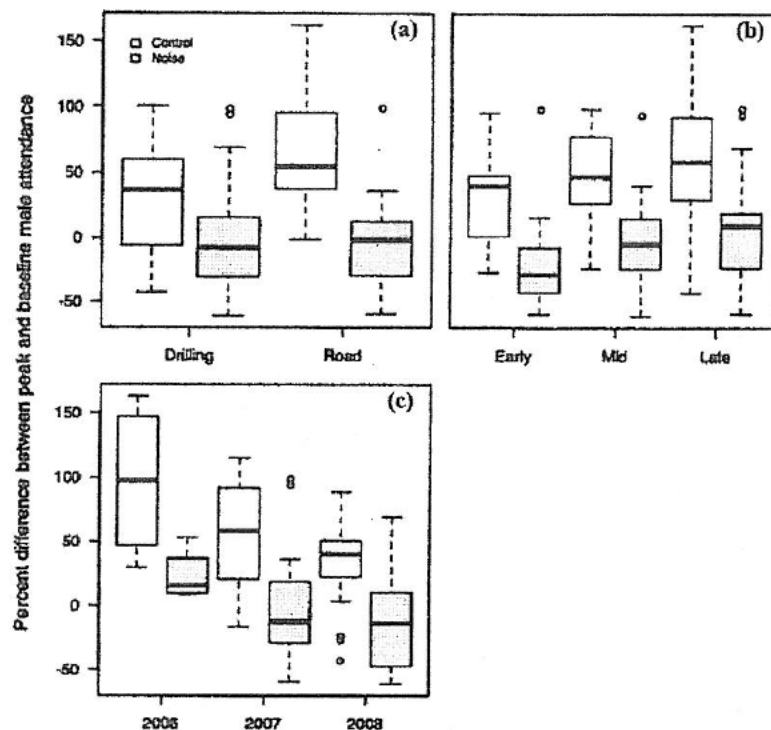 Percent difference between peak and baseline male attendance
(a)
Control
Noise
150
100
50
0
-50
Drilling Road
(b)
Early Mid Late
(c)
150
100
50
0
-50
2006 2007 2008